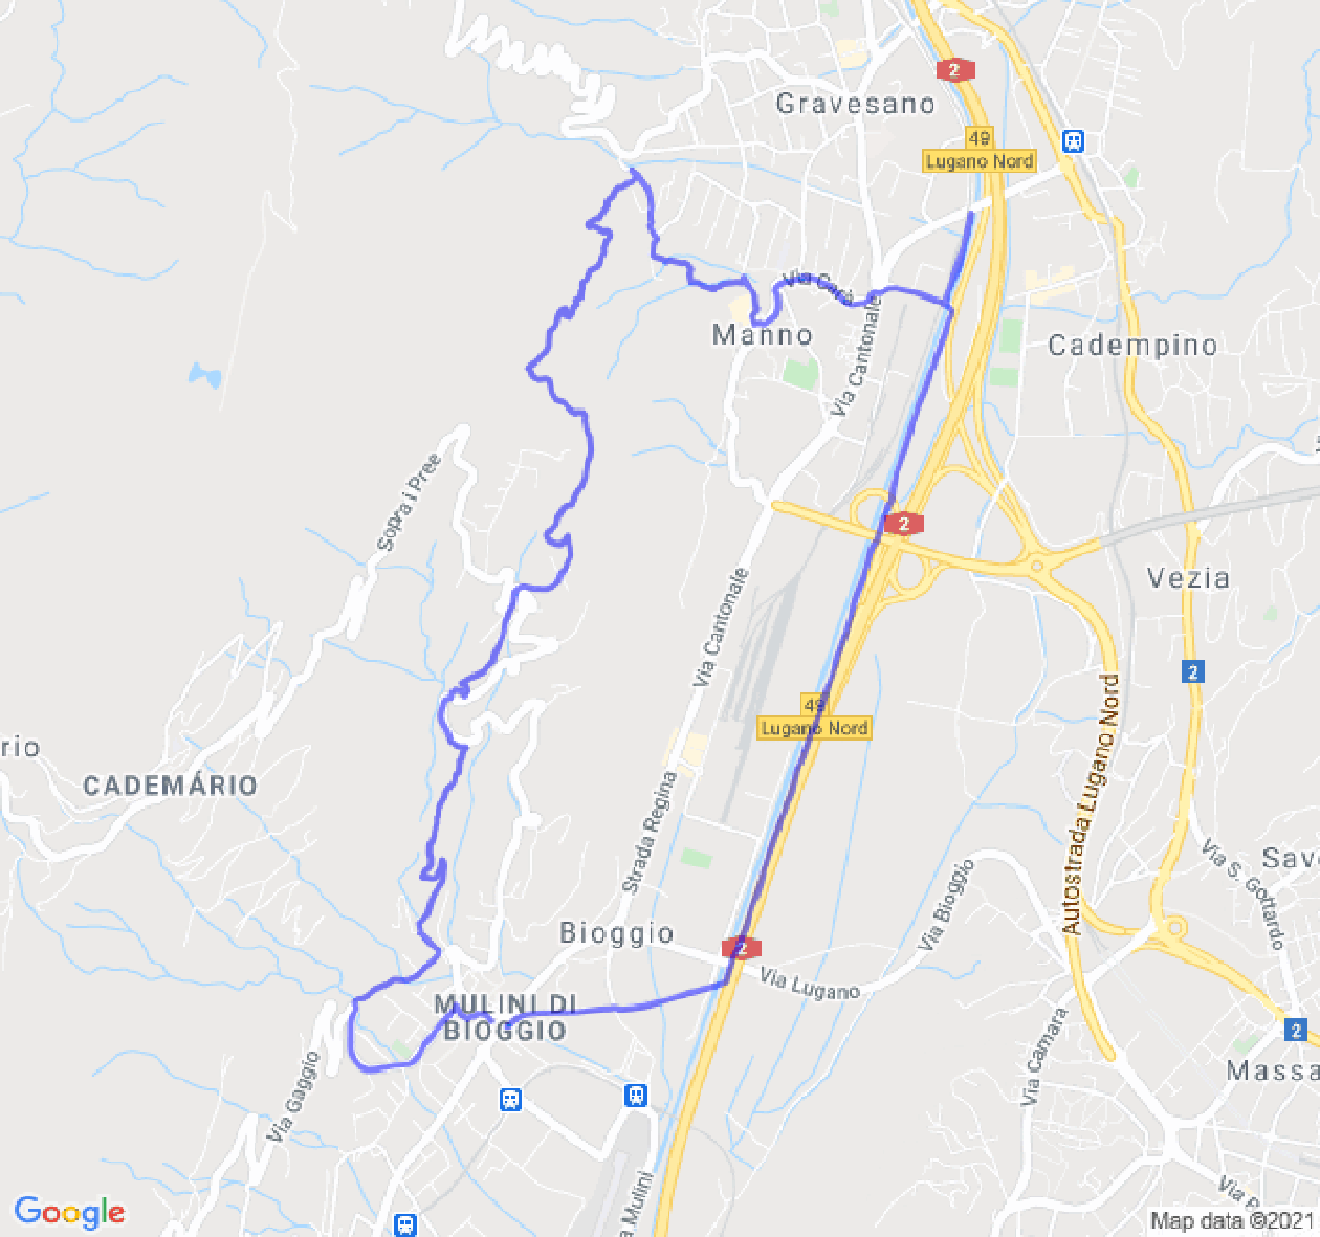 2
Gravesano
49
Lugano Nord
Via Carà
Manno
Cadempino
Via Cantonale
Sopra i Pree
2
Vezia
Via Cantonale
2
49
Lugano Nord
rio
CADEMÁRIO
Autostrada Lugano Nord
Strada Regina
Via S. Gottardo
Sav
Via Bioggio
Bioggio
2
Via Lugano
MULINI DI
BIOGGIO
2
Via Camara
Massa
Via Gaggio
a Mulini
Google
Map data ©2021